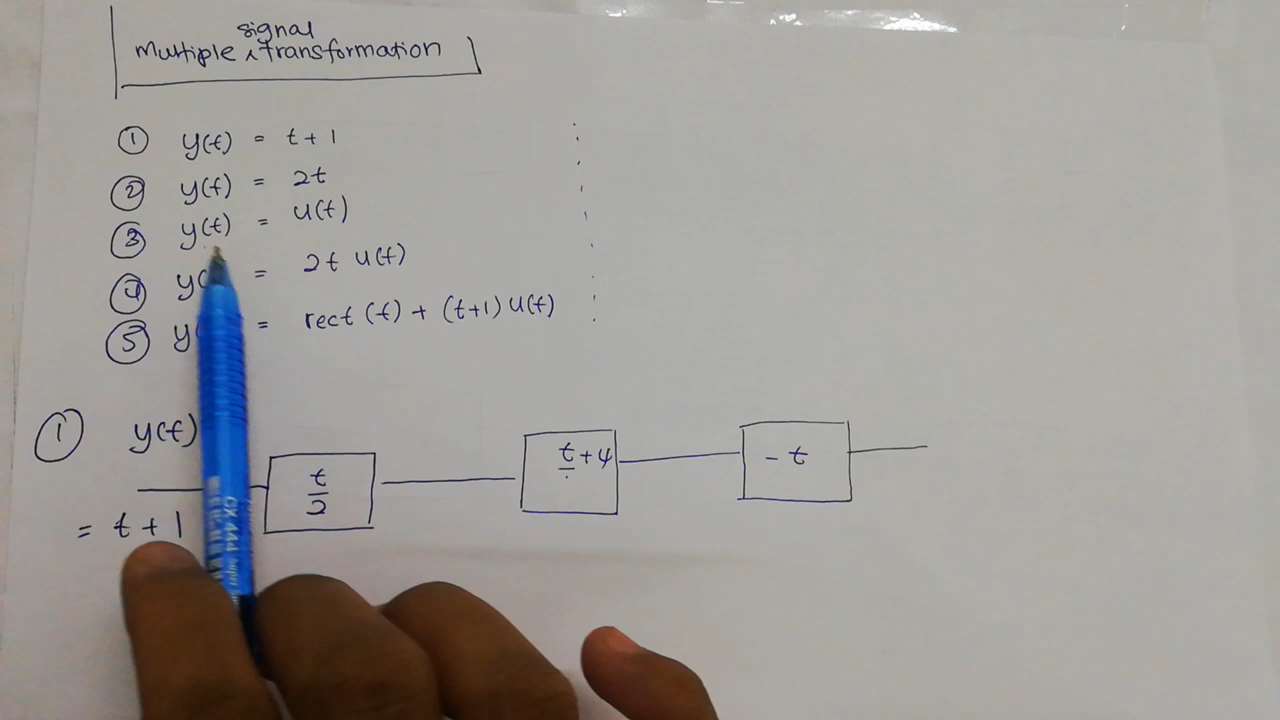 signal
Multiple ^ transformation
① y(t) = t + 1
② y(t) = 2t
③ y(t) = u(t)
④ y( = 2t u(t)
⑤ y = rect (t) + (t+1) u(t)
① y(t)
t/2
t + 4
- t
= t + 1